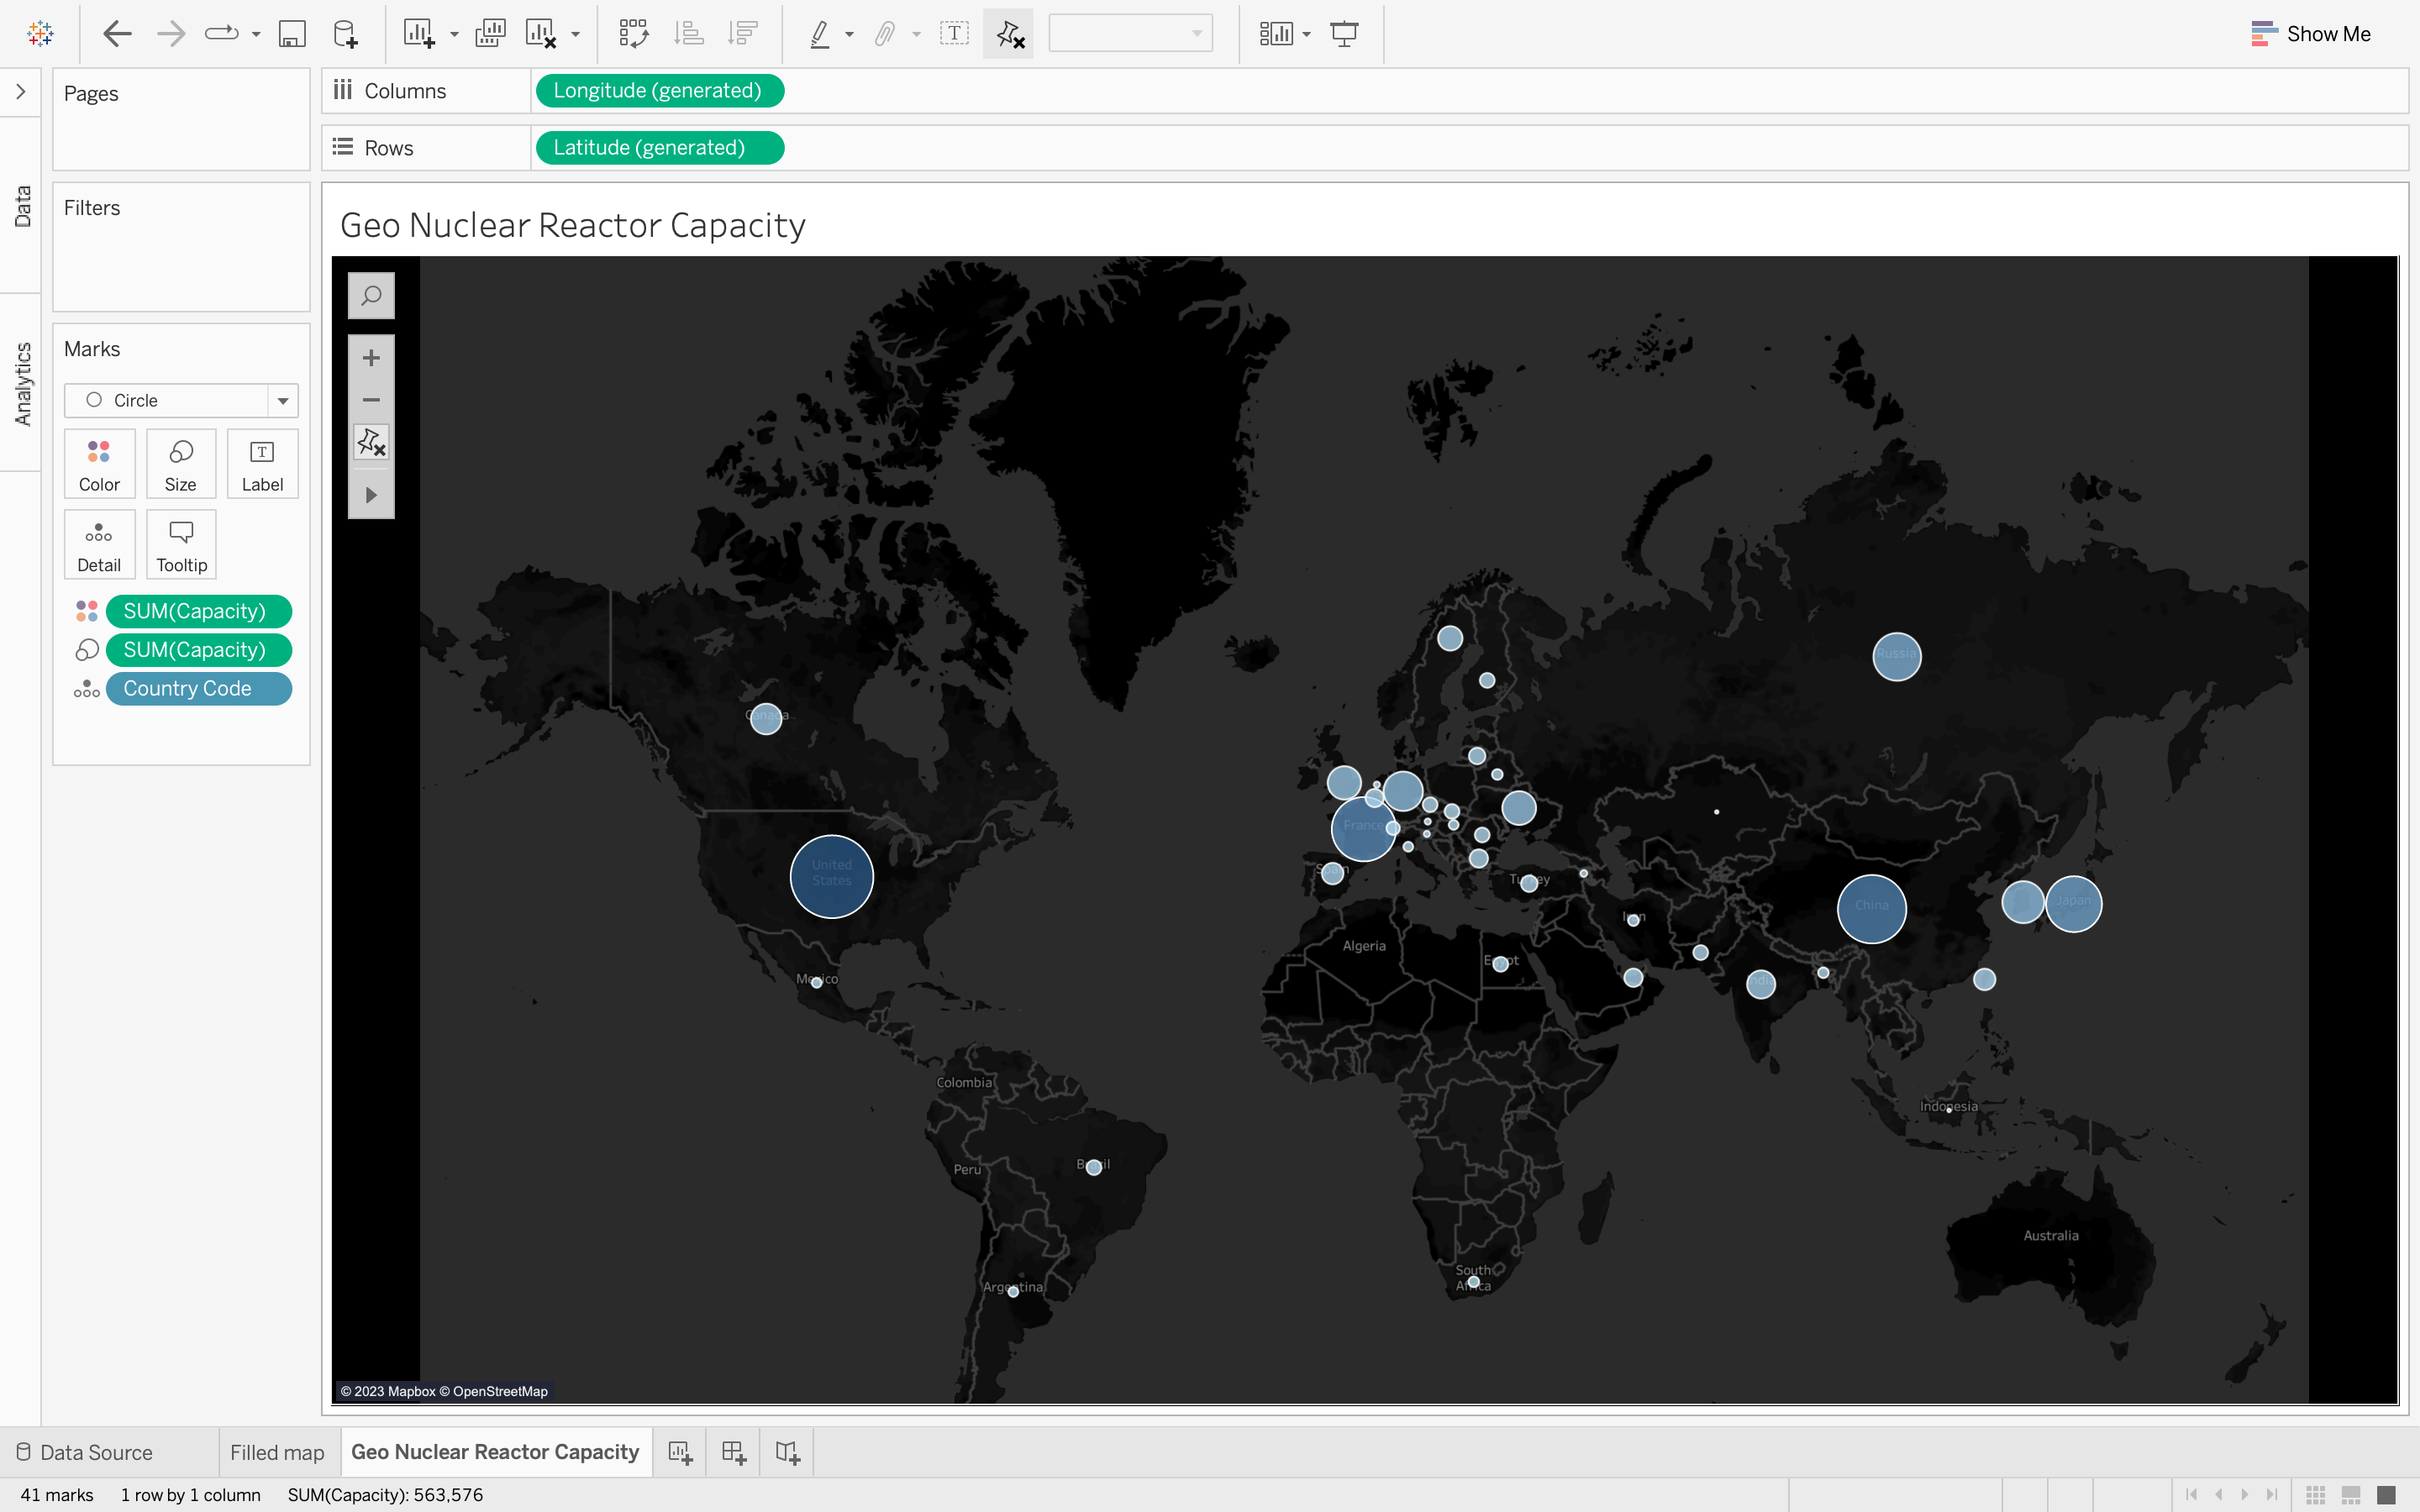 Show Me
Pages
Columns
Longitude (generated)
Rows
Latitude (generated)
Data
Analytics
Filters
Marks
Circle
Color
Size
Label
Detail
Tooltip
SUM(Capacity)
SUM(Capacity)
Country Code
Geo Nuclear Reactor Capacity
Russia
Canada
France
United
States
Spain
Turkey
China
Japan
Iran
Algeria
Egypt
Mexico
India
Colombia
Indonesia
Peru
Brazil
Australia
South
Africa
Argentina
© 2023 Mapbox © OpenStreetMap
Data Source
Filled map
Geo Nuclear Reactor Capacity
41 marks
1 row by 1 column
SUM(Capacity): 563,576